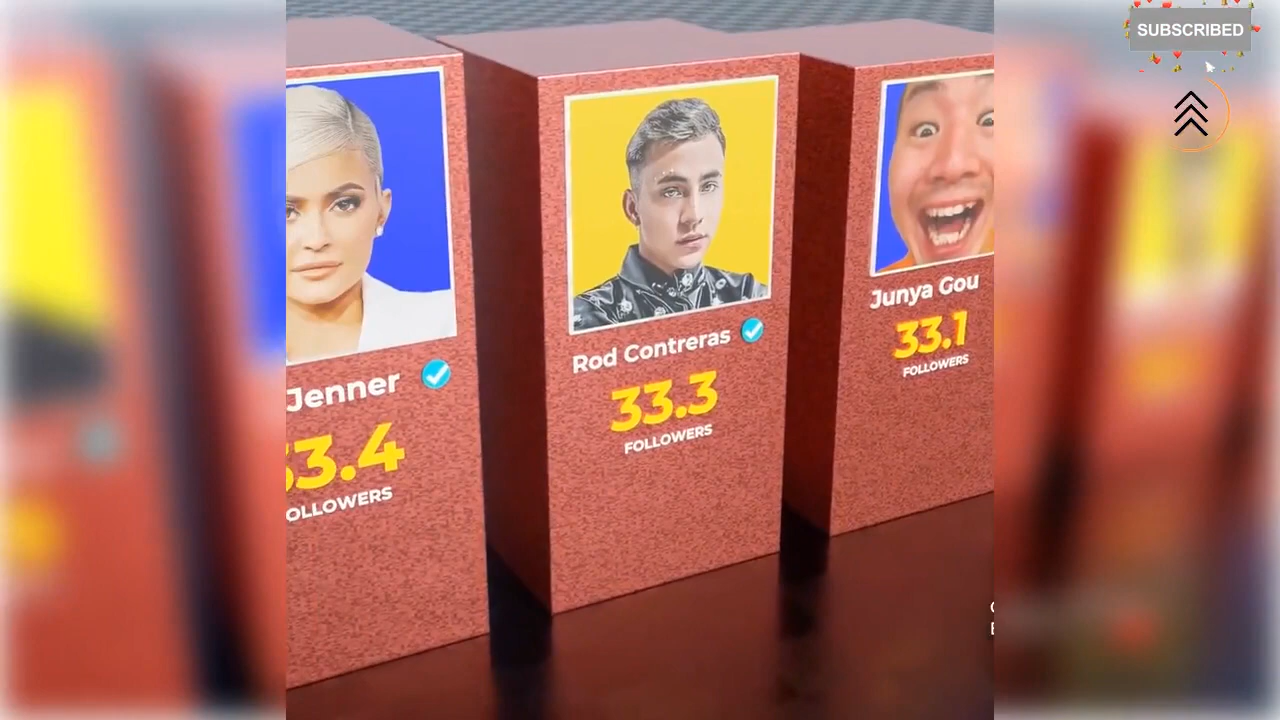 SUBSCRIBED
Jenner
33.4
FOLLOWERS
Rod Contreras
33.3
FOLLOWERS
Junya Gou
33.1
FOLLOWERS